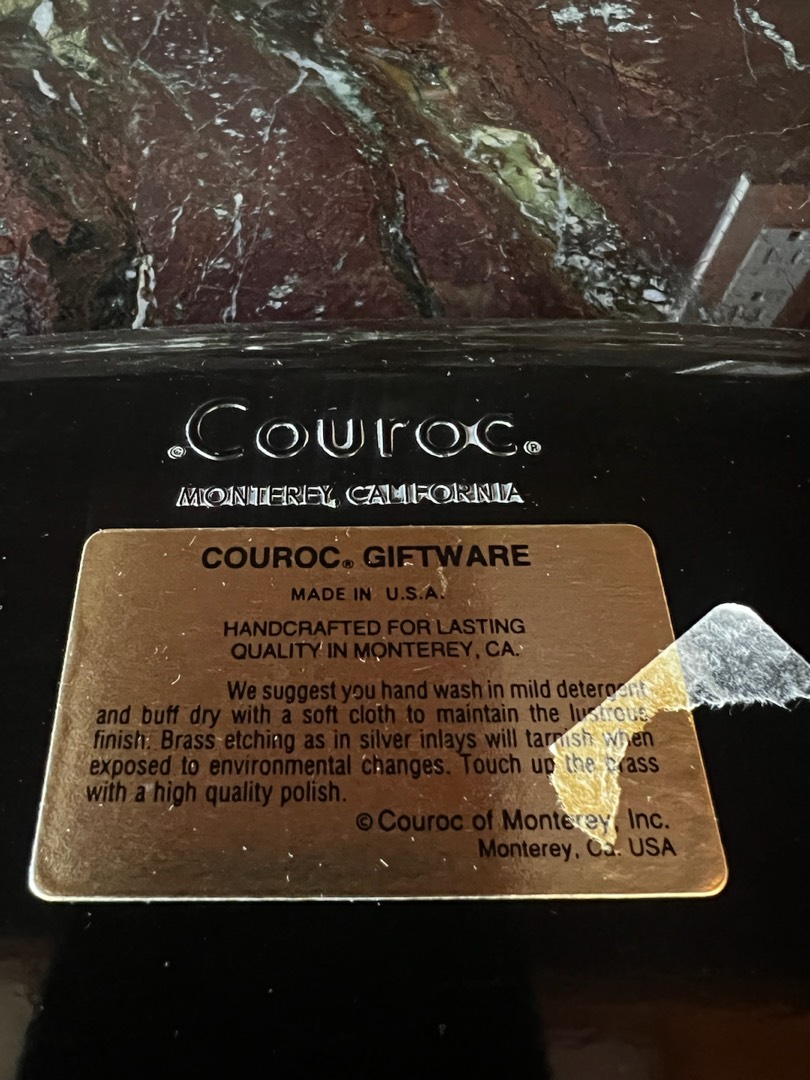 © Couroc ®
MONTEREY, CALIFORNIA
COUROC® GIFTWARE
MADE IN U.S.A.
HANDCRAFTED FOR LASTING
QUALITY IN MONTEREY, CA.
We suggest you hand wash in mild detergent
and buff dry with a soft cloth to maintain the lustrous
finish. Brass etching as in silver inlays will tarnish when
exposed to environmental changes. Touch up the brass
with a high quality polish.
© Couroc of Monterey, Inc.
Monterey, Ca. USA